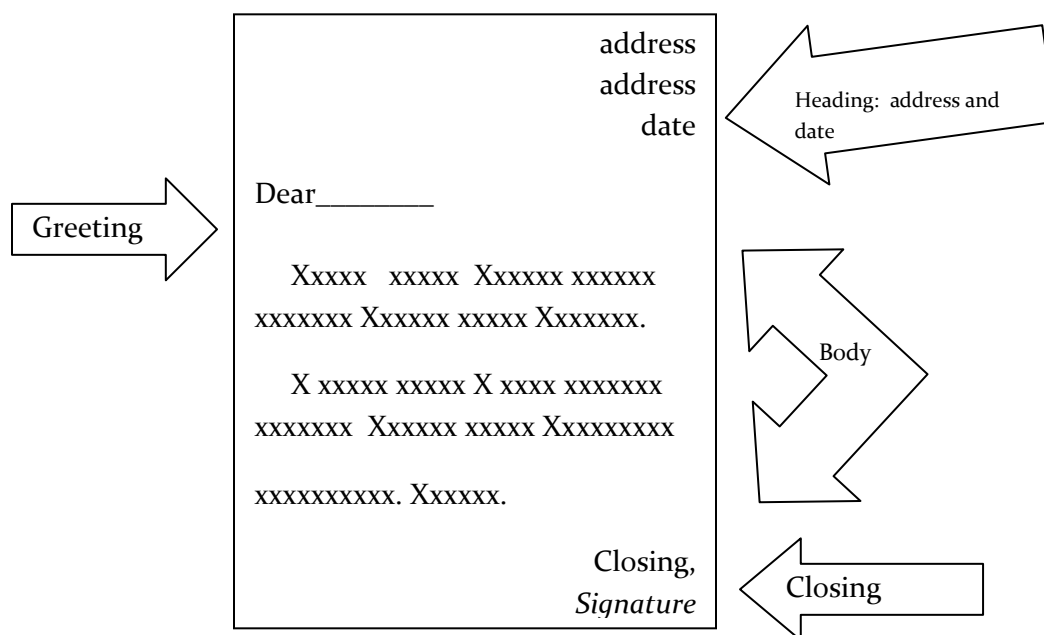 address
address
date
Heading: address and
date
Dear________
Greeting
Xxxxx xxxxx Xxxxxx xxxxxx
xxxxxxx Xxxxxx xxxxx Xxxxxxx.
Body
X xxxxx xxxxx X xxxx xxxxxxx
xxxxxxx Xxxxxx xxxxx Xxxxxxxxx
xxxxxxxxxx. Xxxxxx.
Closing,
Signature
Closing